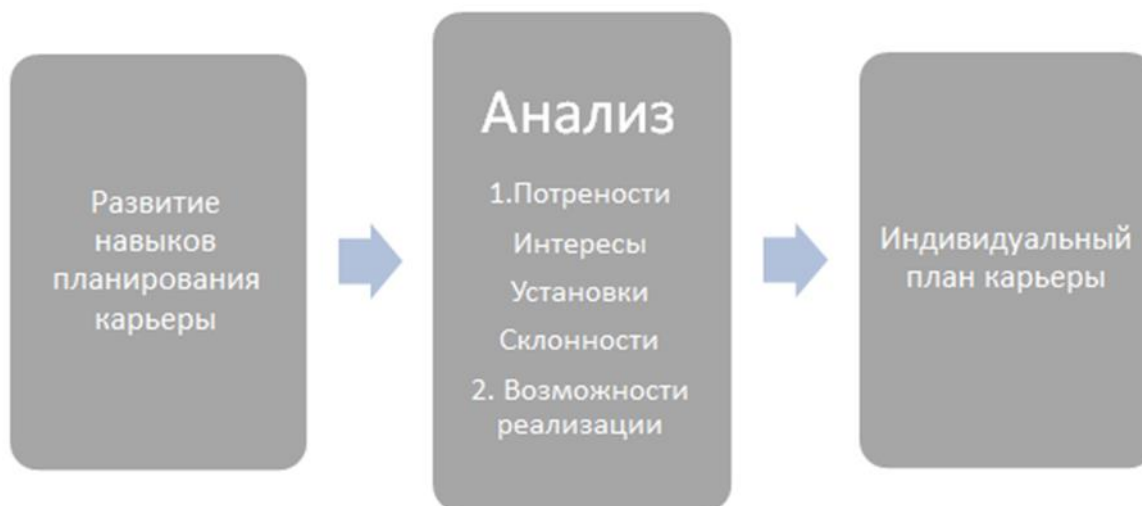 Развитие
навыков
планирования
карьеры
Анализ
1.Потрености
Интересы
Установки
Склонности
2. Возможности
реализации
Индивидуальный
план карьеры